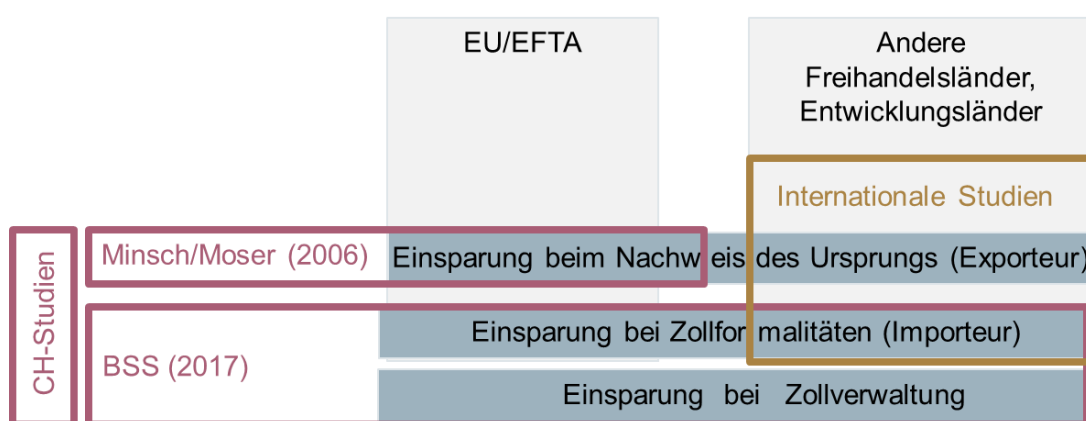 EU/EFTA
Andere
Freihandelsländer,
Entwicklungsländer
Internationale Studien
CH-Studien
Minsch/Moser (2006)
Einsparung beim Nachweis des Ursprungs (Exporteur)
BSS (2017)
Einsparung bei Zollformalitäten (Importeur)
Einsparung bei Zollverwaltung